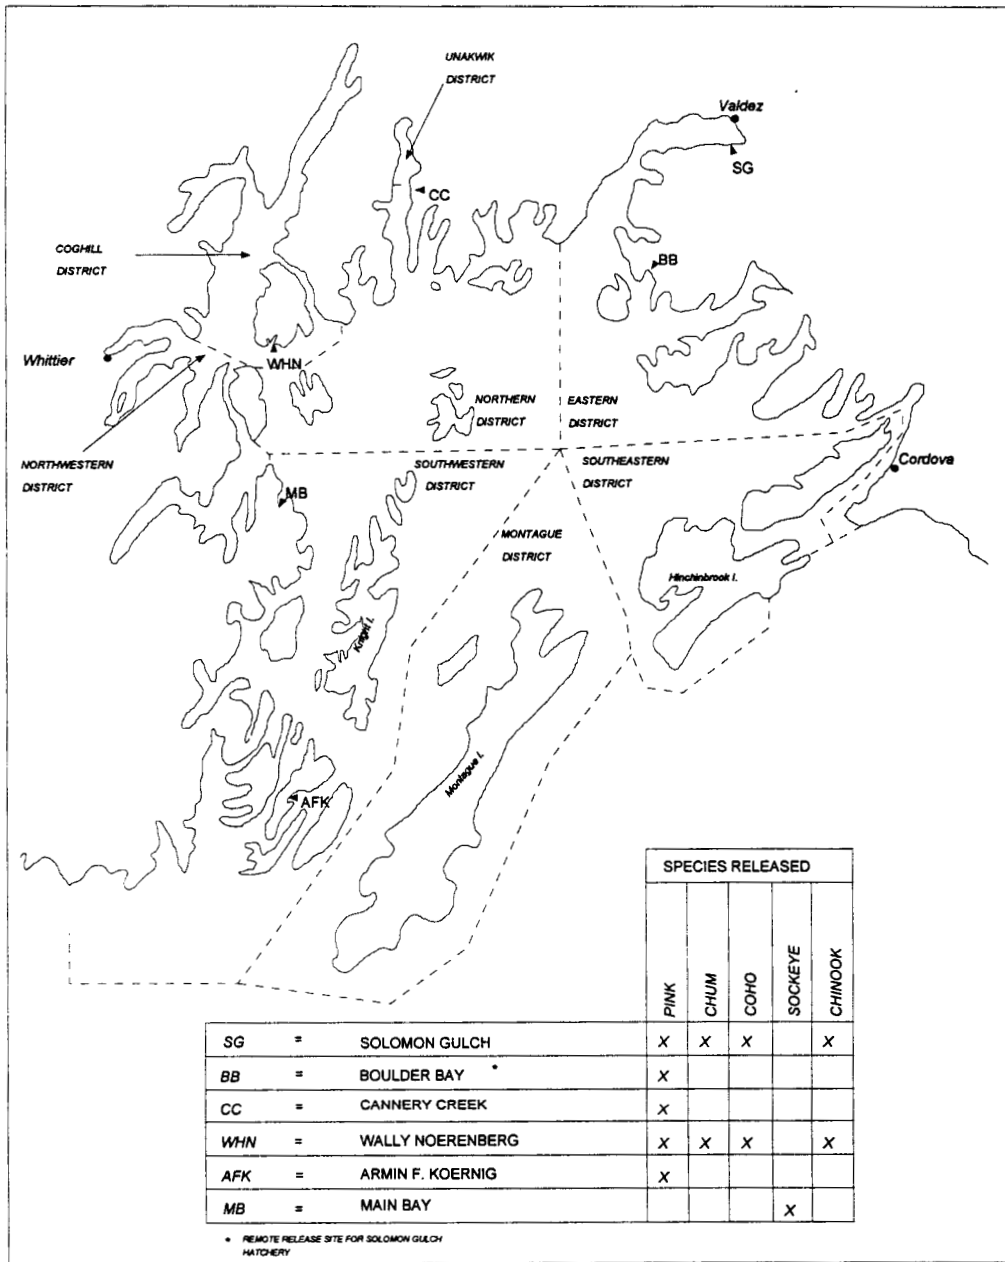 UNAKWIK
DISTRICT
Valdez
SG
CC
COGHILL
DISTRICT
BB
Whittier
WHN
NORTHERN
DISTRICT
EASTERN
DISTRICT
NORTHWESTERN
DISTRICT
SOUTHWESTERN
DISTRICT
SOUTHEASTERN
DISTRICT
Cordova
MB
MONTAGUE
DISTRICT
Hinchinbrook I.
Knight I.
Montague I.
AFK
SPECIES RELEASED
PINK CHUM COHO SOCKEYE CHINOOK
SG = SOLOMON GULCH X X X X
BB = BOULDER BAY * X
CC = CANNERY CREEK X
WHN = WALLY NOERENBERG X X X X
AFK = ARMIN F. KOERNIG X
MB = MAIN BAY X
* REMOTE RELEASE SITE FOR SOLOMON GULCH
HATCHERY